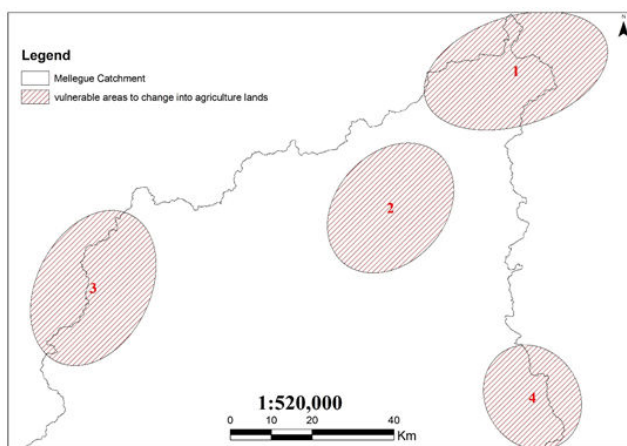 N
Legend
Mellegue Catchment
vulnerable areas to change into agriculture lands
1
2
3
4
1:520,000
0 10 20 40
Km